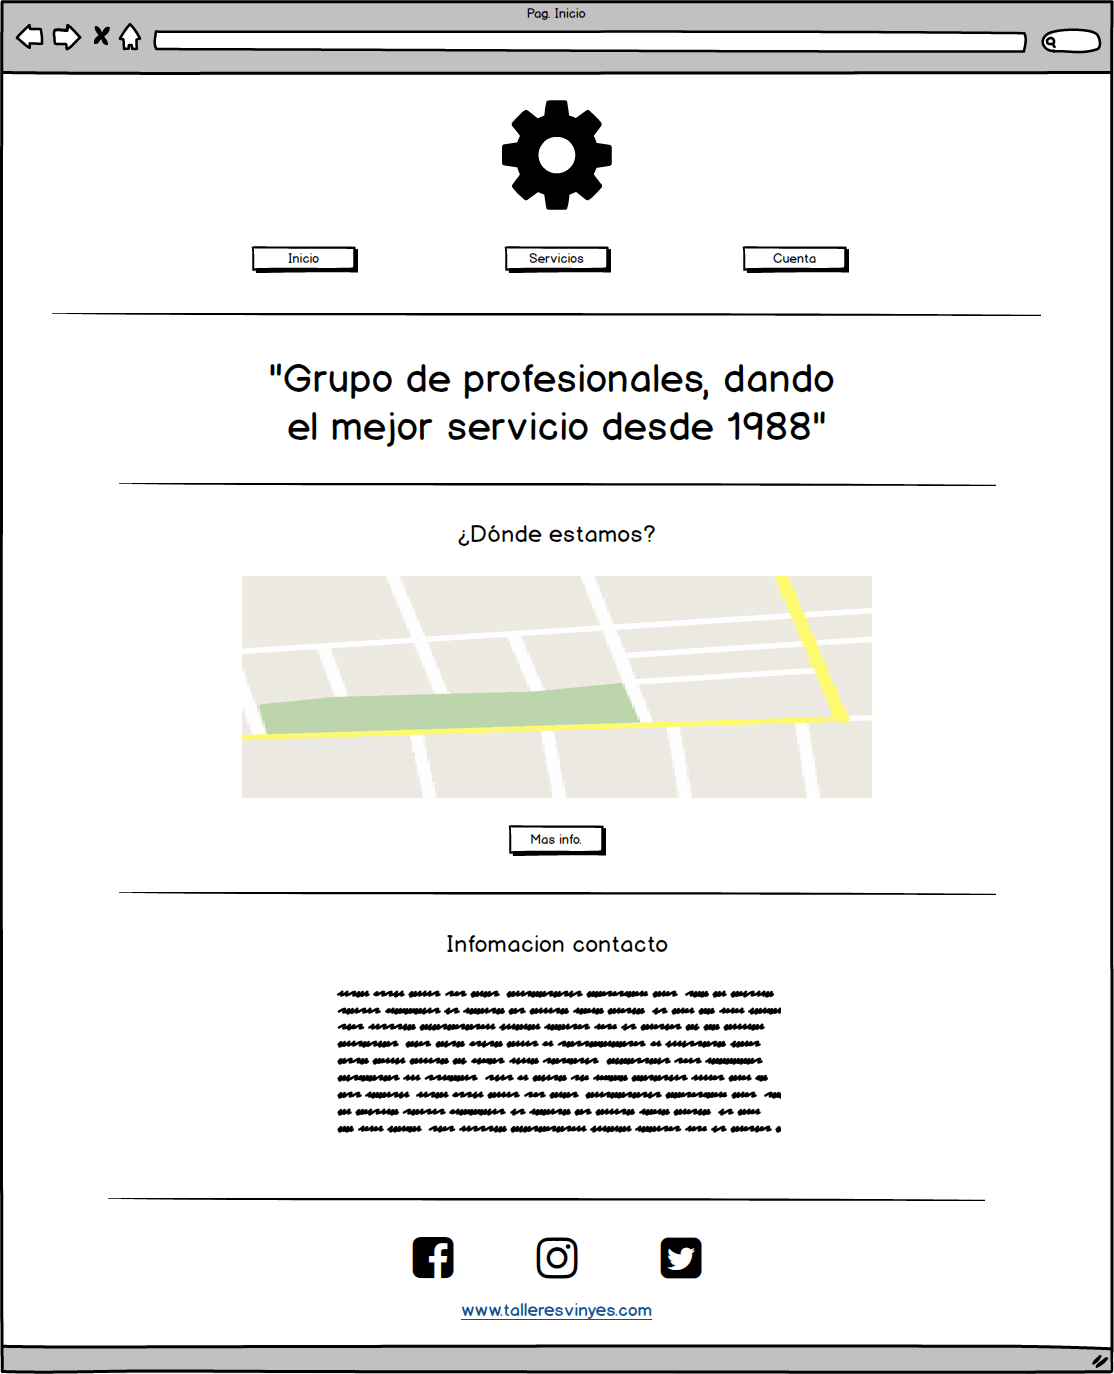 Pag. Inicio
Inicio
Servicios
Cuenta
"Grupo de profesionales, dando
el mejor servicio desde 1988"
¿Dónde estamos?
Mas info.
Infomacion contacto
www.talleresvinyes.com